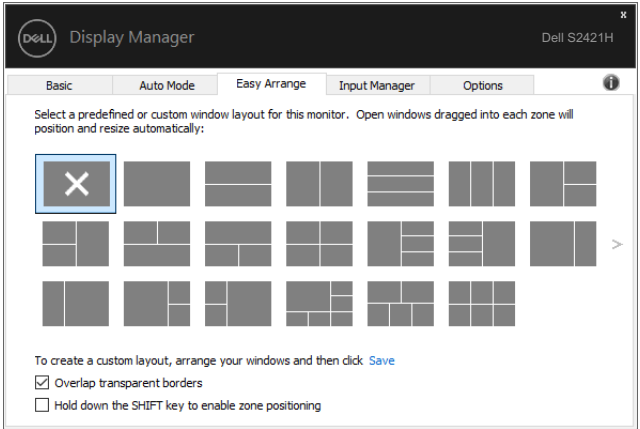 DELL Display Manager
x
Dell S2421H
Basic Auto Mode Easy Arrange Input Manager Options i
Select a predefined or custom window layout for this monitor. Open windows dragged into each zone will
position and resize automatically:
>
To create a custom layout, arrange your windows and then click Save
Overlap transparent borders
Hold down the SHIFT key to enable zone positioning